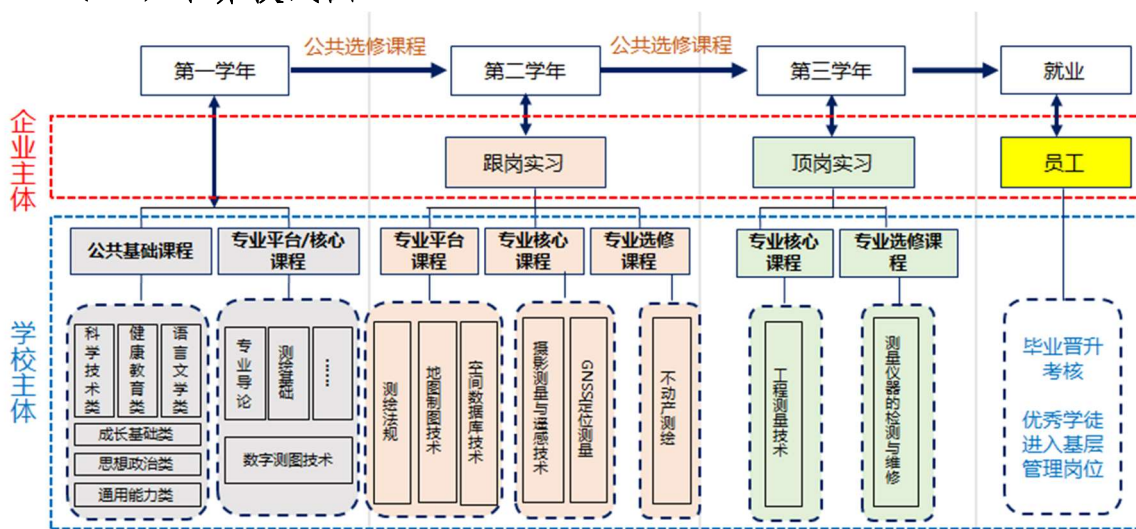 公共选修课程
公共选修课程
第一学年
第二学年
第三学年
就业
企业主体
跟岗实习
顶岗实习
员工
学校主体
公共基础课程
专业平台/核心
课程
专业平台
课程
专业核心
课程
专业选修
课程
专业核心
课程
专业选修课
程
科学技术类
健康教育类
语言文学类
成长基础类
思想政治类
通用能力类
专业导论
测绘基础
……
数字测图技术
测绘法规
地图制图技术
空间数据库技术
摄影测量与遥感技术
GNSS定位测量
不动产测绘
工程测量技术
测量仪器的检测与维修
毕业晋升
考核
优秀学徒
进入基层
管理岗位